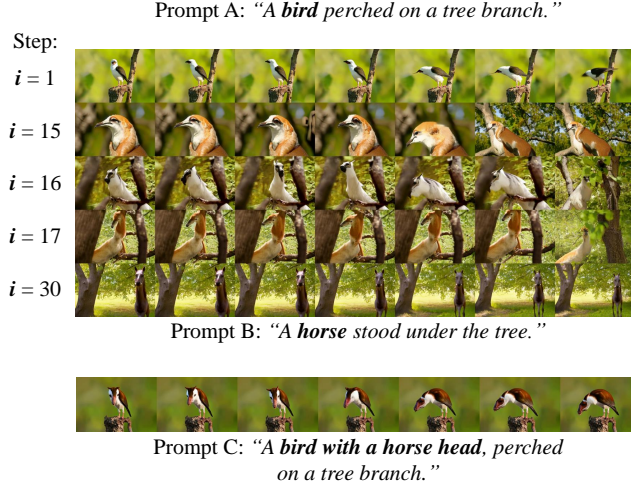 Prompt A: “A bird perched on a tree branch.”
Step:
i = 1
i = 15
i = 16
i = 17
i = 30
Prompt B: “A horse stood under the tree.”
Prompt C: “A bird with a horse head, perched
on a tree branch.”